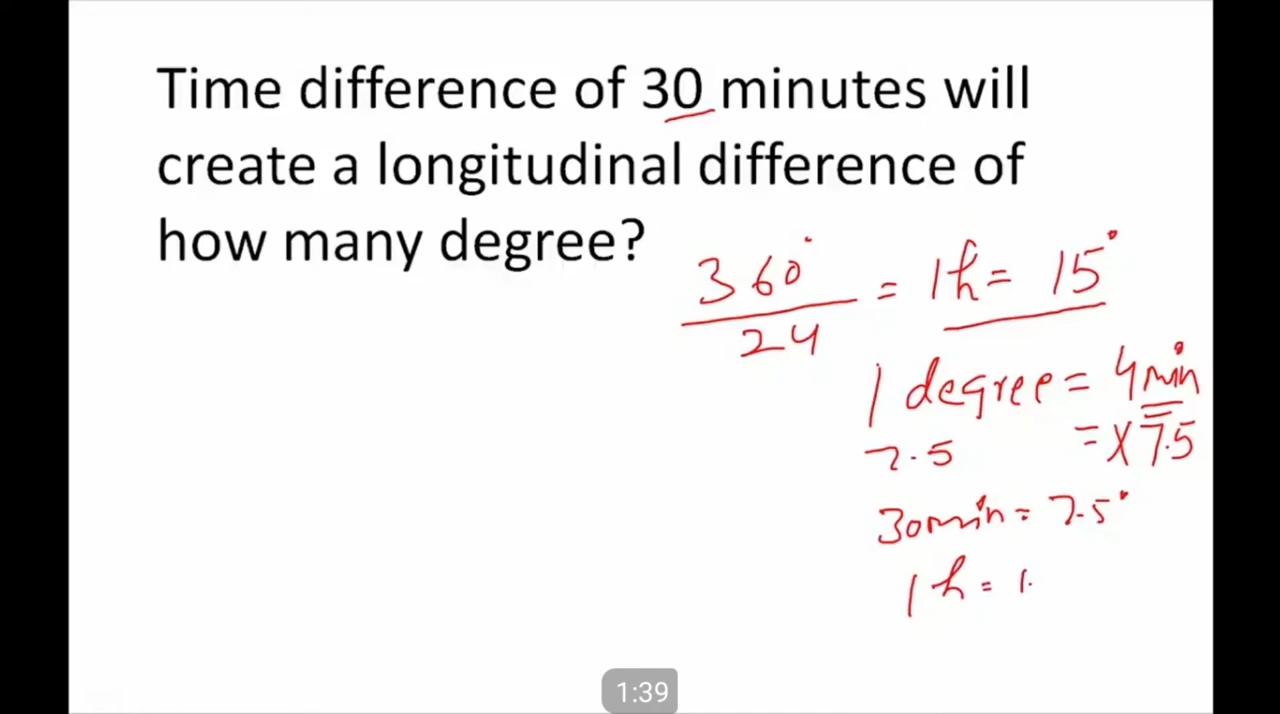 Time difference of 30 minutes will
create a longitudinal difference of
how many degree?
360°/24 = 1h = 15°
1 degree = 4min
7.5 = X 7.5
30min = 7.5°
1h = 1.
1:39